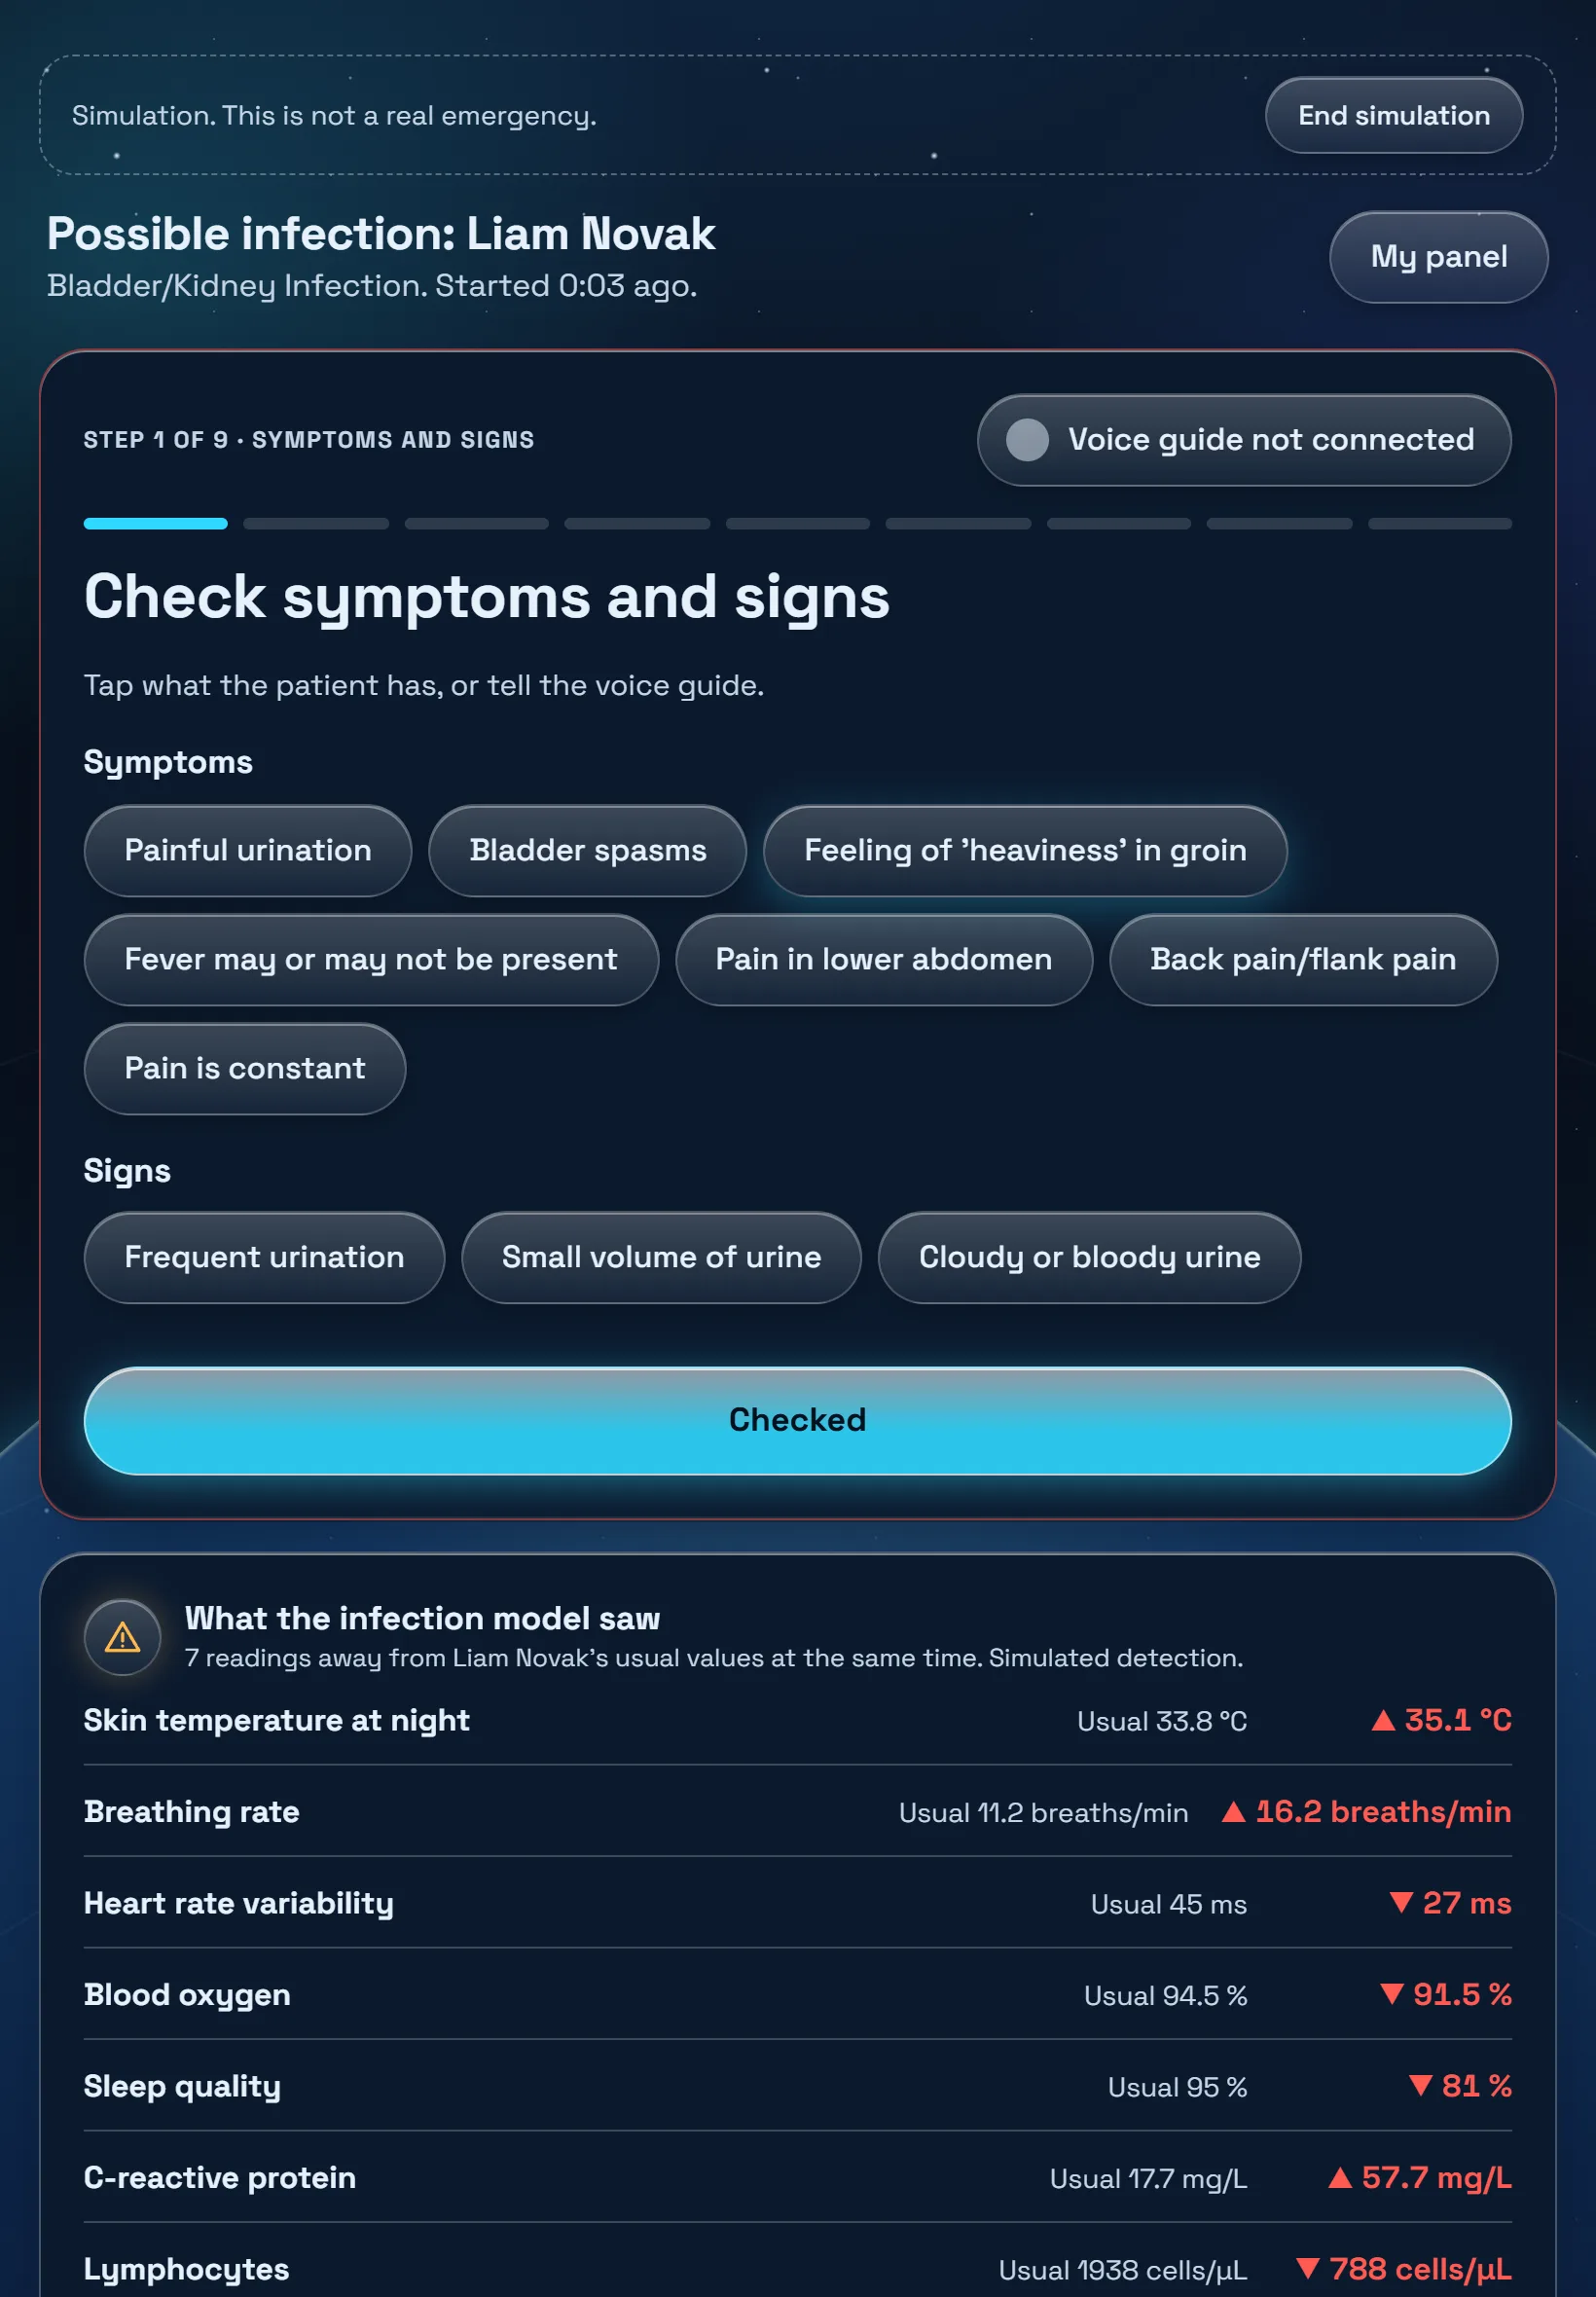 Simulation. This is not a real emergency.
End simulation
Possible infection: Liam Novak
Bladder/Kidney Infection. Started 0:03 ago.
My panel
STEP 1 OF 9 · SYMPTOMS AND SIGNS
Voice guide not connected
Check symptoms and signs
Tap what the patient has, or tell the voice guide.
Symptoms
Painful urination
Bladder spasms
Feeling of 'heaviness' in groin
Fever may or may not be present
Pain in lower abdomen
Back pain/flank pain
Pain is constant
Signs
Frequent urination
Small volume of urine
Cloudy or bloody urine
Checked
What the infection model saw
7 readings away from Liam Novak's usual values at the same time. Simulated detection.
Skin temperature at night Usual 33.8 °C ▲ 35.1 °C
Breathing rate Usual 11.2 breaths/min ▲ 16.2 breaths/min
Heart rate variability Usual 45 ms ▼ 27 ms
Blood oxygen Usual 94.5 % ▼ 91.5 %
Sleep quality Usual 95 % ▼ 81 %
C-reactive protein Usual 17.7 mg/L ▲ 57.7 mg/L
Lymphocytes Usual 1938 cells/µL ▼ 788 cells/µL